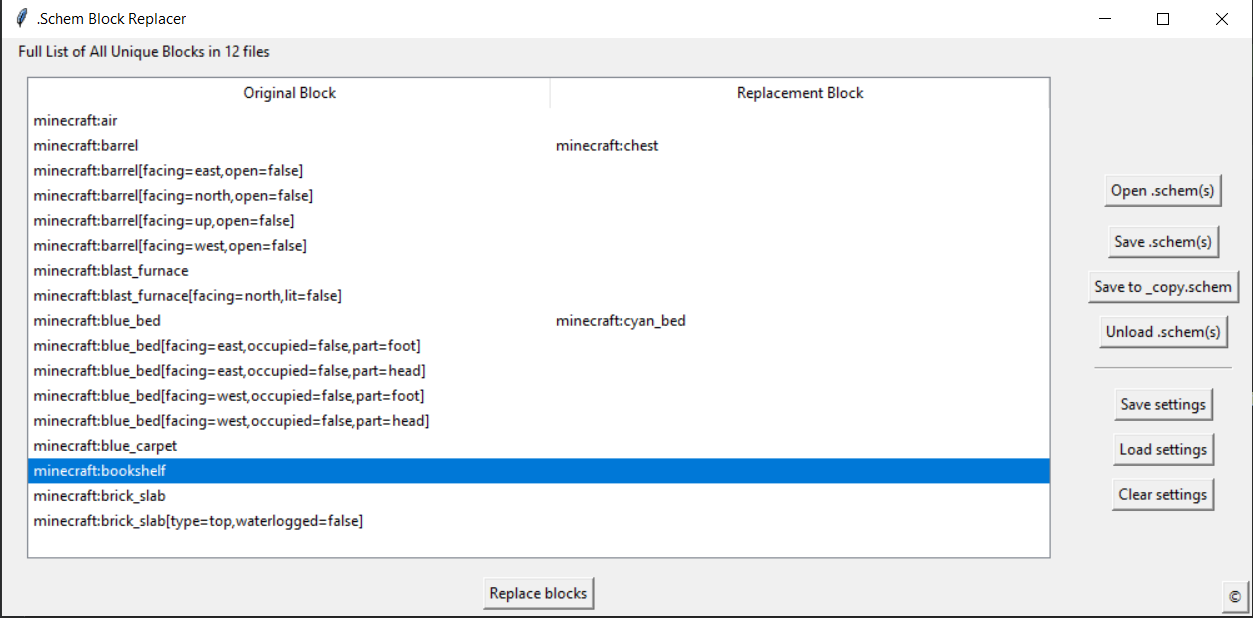 .Schem Block Replacer
Full List of All Unique Blocks in 12 files
Original Block Replacement Block
minecraft:air
minecraft:barrel minecraft:chest
minecraft:barrel[facing=east,open=false]
minecraft:barrel[facing=north,open=false]
minecraft:barrel[facing=up,open=false]
minecraft:barrel[facing=west,open=false]
minecraft:blast_furnace
minecraft:blast_furnace[facing=north,lit=false]
minecraft:blue_bed minecraft:cyan_bed
minecraft:blue_bed[facing=east,occupied=false,part=foot]
minecraft:blue_bed[facing=east,occupied=false,part=head]
minecraft:blue_bed[facing=west,occupied=false,part=foot]
minecraft:blue_bed[facing=west,occupied=false,part=head]
minecraft:blue_carpet
minecraft:bookshelf
minecraft:brick_slab
minecraft:brick_slab[type=top,waterlogged=false]
Open .schem(s)
Save .schem(s)
Save to _copy.schem
Unload .schem(s)
Save settings
Load settings
Clear settings
Replace blocks
©